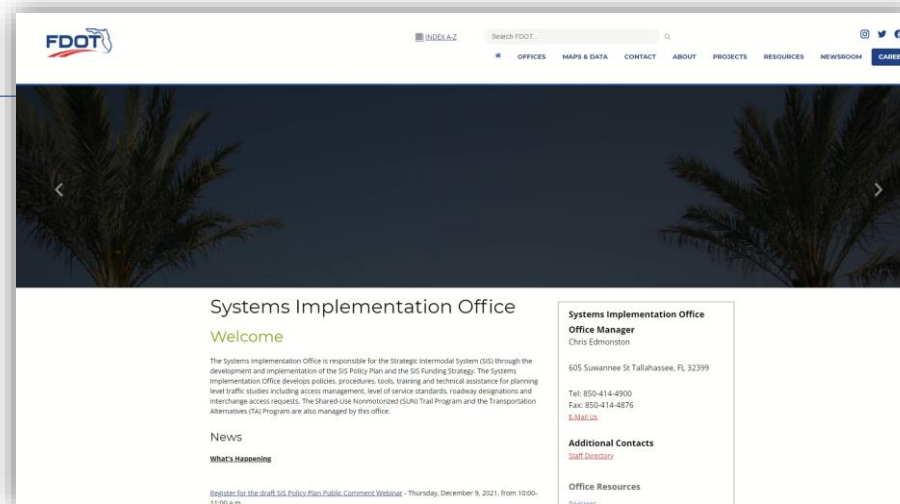 FDOT
INDEX A-Z
Search FDOT...
OFFICES MAPS & DATA CONTACT ABOUT PROJECTS RESOURCES NEWSROOM CAREE
Systems Implementation Office
Welcome
The Systems Implementation Office is responsible for the Strategic Intermodal System (SIS) through the
development and implementation of the SIS Policy Plan and the SIS Funding Strategy. The Systems
Implementation Office develops policies, procedures, tools, training and technical assistance for planning
level traffic studies including access management, level of service standards, roadway designations and
interchange access requests. The Shared-Use Nonmotorized (SUN) Trail Program and the Transportation
Alternatives (TA) Program are also managed by this office.
News
What's Happening
Register for the draft SIS Policy Plan Public Comment Webinar - Thursday, December 9, 2021, from 10:00-
11:00 a.m.
Systems Implementation Office
Office Manager
Chris Edmonston
605 Suwannee St Tallahassee, FL 32399
Tel: 850-414-4900
Fax: 850-414-4876
E-Mail Us
Additional Contacts
Staff Directory
Office Resources
Divisions